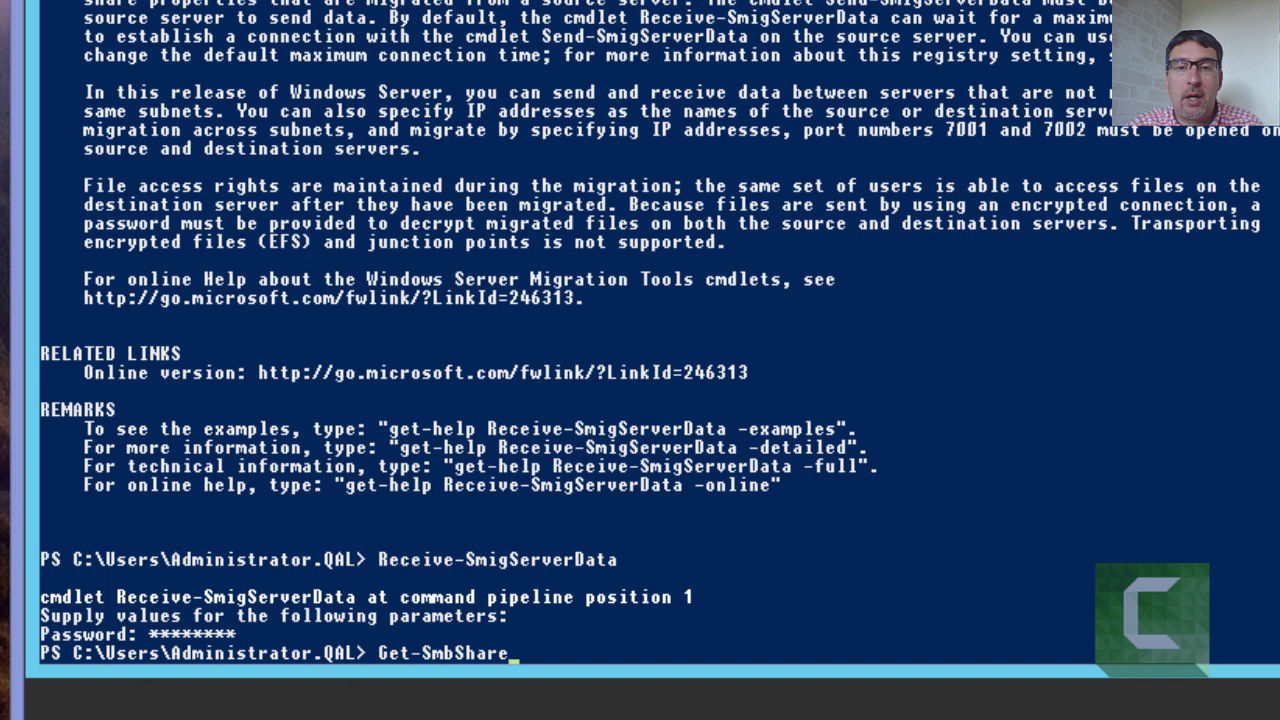 share properties that are migrated from a source server. The cmdlet Send-SmigServerData must be
source server to send data. By default, the cmdlet Receive-SmigServerData can wait for a maximum
to establish a connection with the cmdlet Send-SmigServerData on the source server. You can use
change the default maximum connection time; for more information about this registry setting,
In this release of Windows Server, you can send and receive data between servers that are not
same subnets. You can also specify IP addresses as the names of the source or destination
migration across subnets, and migrate by specifying IP addresses, port numbers 7001 and 7002 must be opened on
source and destination servers.
File access rights are maintained during the migration; the same set of users is able to access files on the
destination server after they have been migrated. Because files are sent by using an encrypted connection, a
password must be provided to decrypt migrated files on both the source and destination servers. Transporting
encrypted files (EFS) and junction points is not supported.
For online Help about the Windows Server Migration Tools cmdlets, see
http://go.microsoft.com/fwlink/?LinkId=246313.
RELATED LINKS
Online version: http://go.microsoft.com/fwlink/?LinkId=246313
REMARKS
To see the examples, type: "get-help Receive-SmigServerData -examples".
For more information, type: "get-help Receive-SmigServerData -detailed".
For technical information, type: "get-help Receive-SmigServerData -full".
For online help, type: "get-help Receive-SmigServerData -online"
PS C:\Users\Administrator.QAL> Receive-SmigServerData
cmdlet Receive-SmigServerData at command pipeline position 1
Supply values for the following parameters:
Password: ********
PS C:\Users\Administrator.QAL> Get-SmbShare_